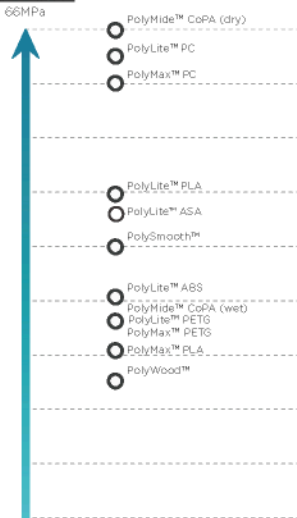 66MPa
PolyMide™ CoPA (dry)
PolyLite™ PC
PolyMax™ PC
PolyLite™ PLA
PolyLite™ ASA
PolySmooth™
PolyLite™ ABS
PolyMide™ CoPA (wet)
PolyLite™ PETG
PolyMax™ PETG
PolyMax™ PLA
PolyWood™